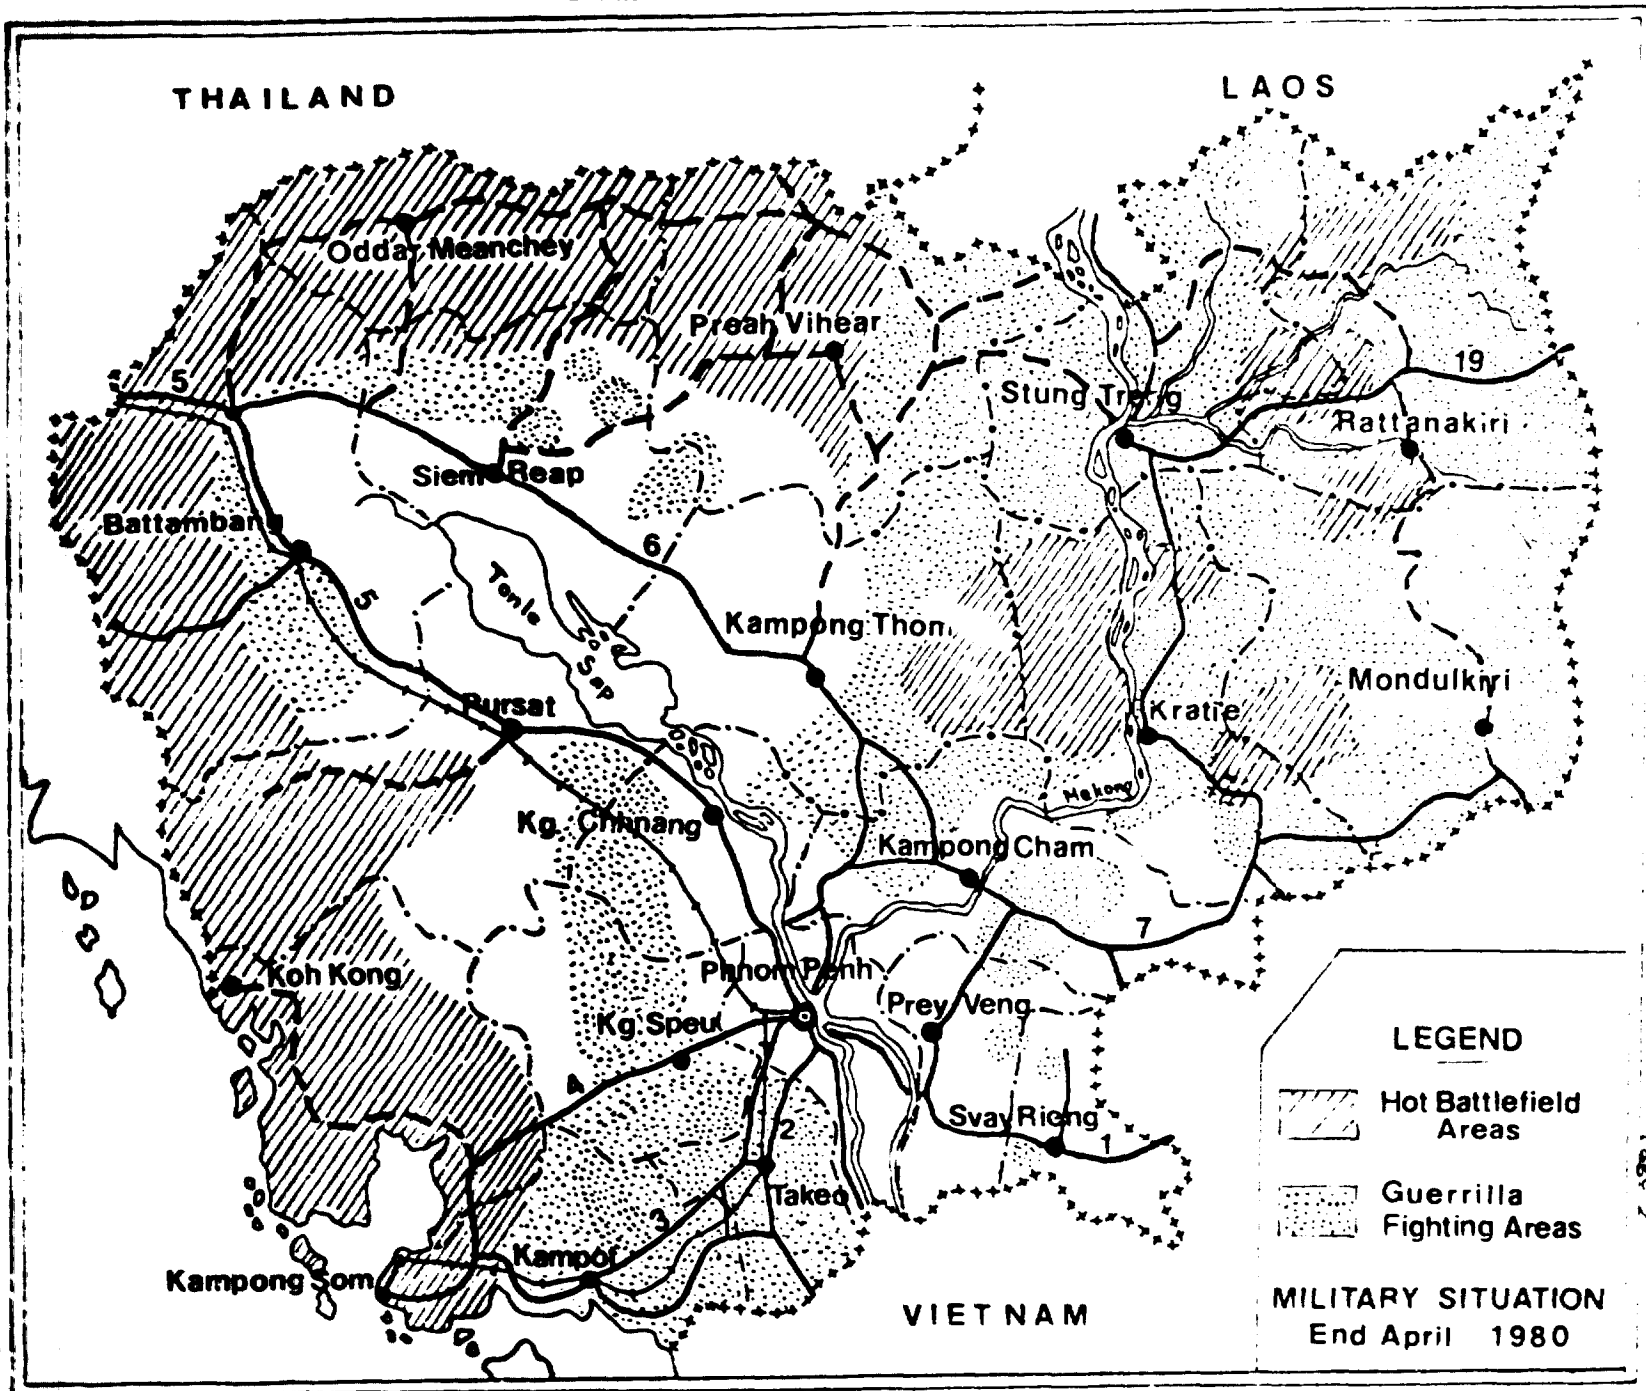 THAILAND
LAOS
Oddar Meanchey
Preah Vihear
5
19
Stung Treng
Rattanakiri
Siem Reap
Battambang
6
5
Tonle
Sap
Kampong Thom
Mondulkiri
Pursat
Kratie
Mekong
Kg. Chhnang
Kampong Cham
7
Koh Kong
Phnom Penh
Prey Veng
Kg. Speu
4
2
Svay Rieng
1
Takeo
3
Kampot
Kampong Som
VIETNAM
LEGEND
Hot Battlefield
Areas
Guerrilla
Fighting Areas
MILITARY SITUATION
End April 1980